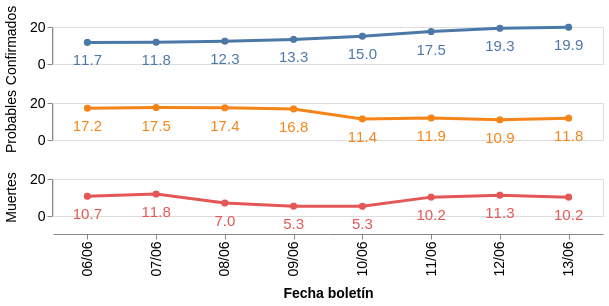 Confirmados
20
0
11.7 11.8 12.3 13.3 15.0 17.5 19.3 19.9
Probables
20
0
17.2 17.5 17.4 16.8 11.4 11.9 10.9 11.8
Muertes
20
0
10.7 11.8 7.0 5.3 5.3 10.2 11.3 10.2
06/06 07/06 08/06 09/06 10/06 11/06 12/06 13/06
Fecha boletín